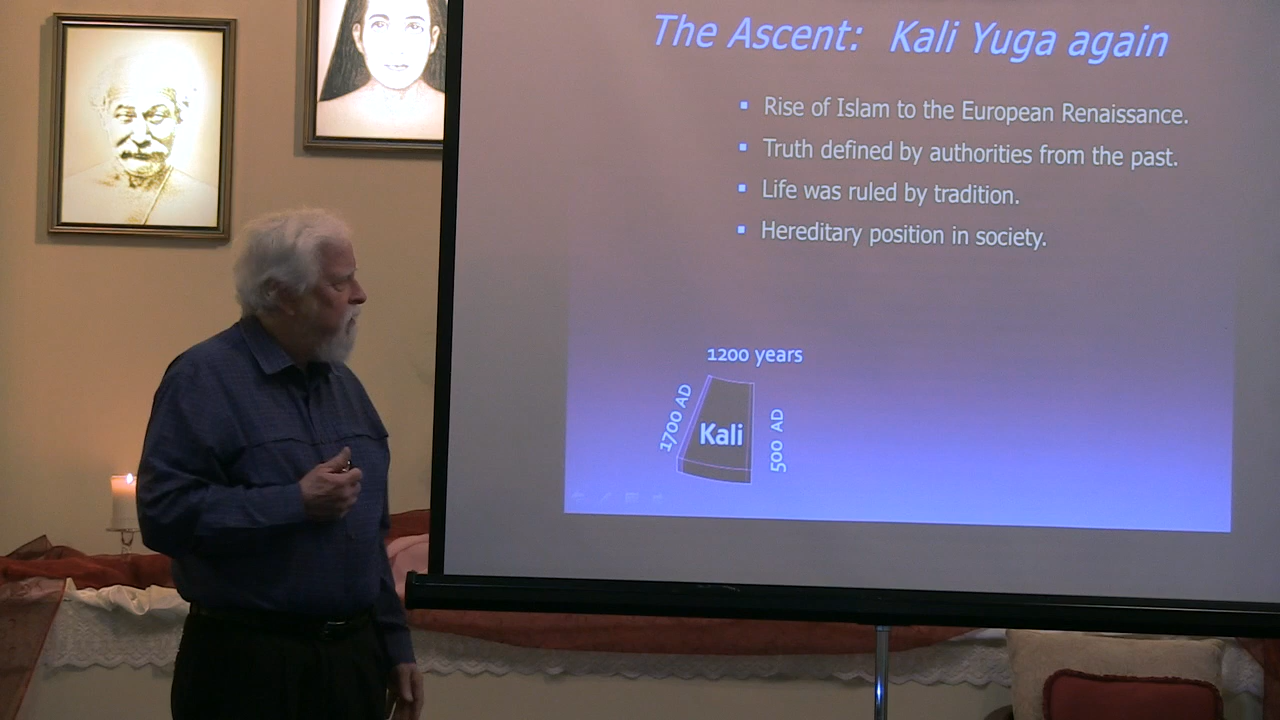 The Ascent: Kali Yuga again
▪ Rise of Islam to the European Renaissance.
▪ Truth defined by authorities from the past.
▪ Life was ruled by tradition.
▪ Hereditary position in society.
1200 years
1700 AD
Kali
500 AD